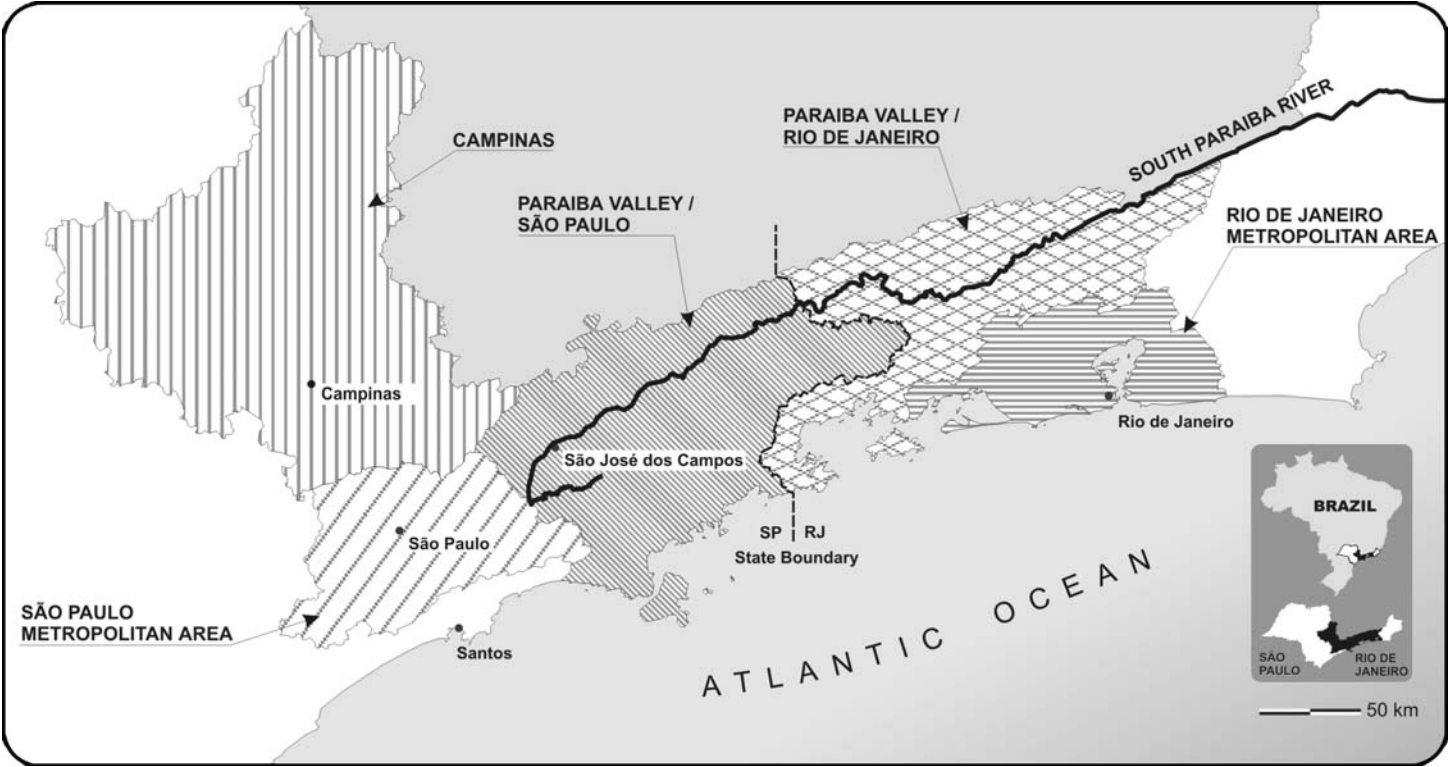 CAMPINAS
PARAIBA VALLEY /
SÃO PAULO
PARAIBA VALLEY /
RIO DE JANEIRO
SOUTH PARAIBA RIVER
RIO DE JANEIRO
METROPOLITAN AREA
Campinas
São José dos Campos
Rio de Janeiro
São Paulo
SP | RJ
State Boundary
SÃO PAULO
METROPOLITAN AREA
Santos
ATLANTIC OCEAN
BRAZIL
SÃO
PAULO
RIO DE
JANEIRO
50 km